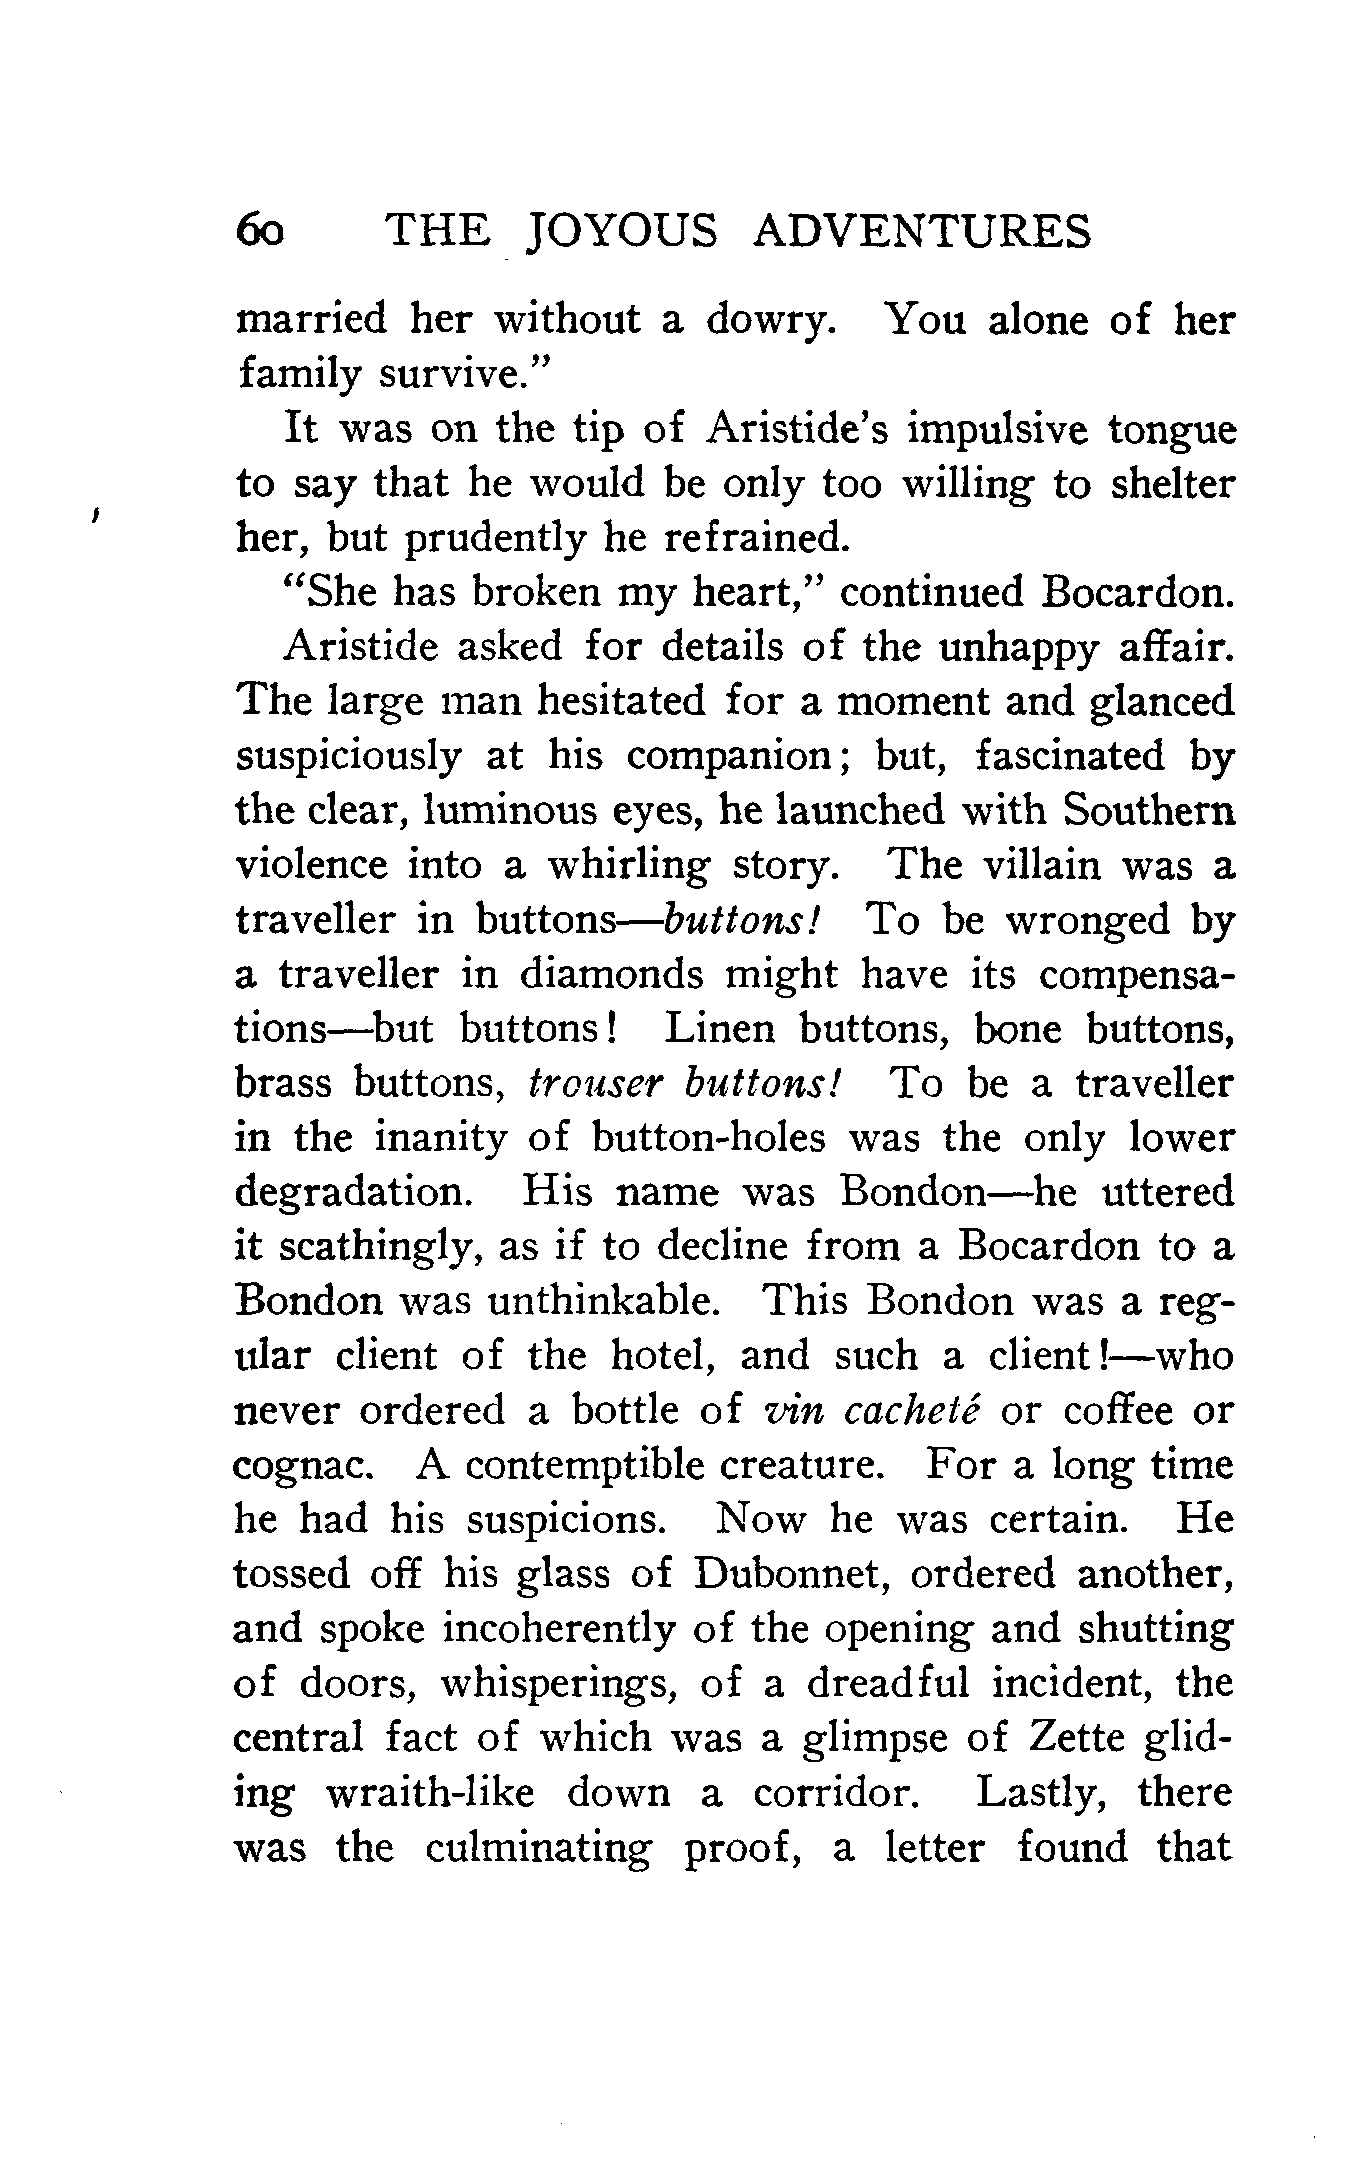 60 THE JOYOUS ADVENTURES
married her without a dowry. You alone of her
family survive."
It was on the tip of Aristide's impulsive tongue
to say that he would be only too willing to shelter
her, but prudently he refrained.
"She has broken my heart," continued Bocardon.
Aristide asked for details of the unhappy affair.
The large man hesitated for a moment and glanced
suspiciously at his companion; but, fascinated by
the clear, luminous eyes, he launched with Southern
violence into a whirling story. The villain was a
traveller in buttons—buttons! To be wronged by
a traveller in diamonds might have its compensa-
tions—but buttons! Linen buttons, bone buttons,
brass buttons, trouser buttons! To be a traveller
in the inanity of button-holes was the only lower
degradation. His name was Bondon—he uttered
it scathingly, as if to decline from a Bocardon to a
Bondon was unthinkable. This Bondon was a reg-
ular client of the hotel, and such a client!—who
never ordered a bottle of vin cacheté or coffee or
cognac. A contemptible creature. For a long time
he had his suspicions. Now he was certain. He
tossed off his glass of Dubonnet, ordered another,
and spoke incoherently of the opening and shutting
of doors, whisperings, of a dreadful incident, the
central fact of which was a glimpse of Zette glid-
ing wraith-like down a corridor. Lastly, there
was the culminating proof, a letter found that